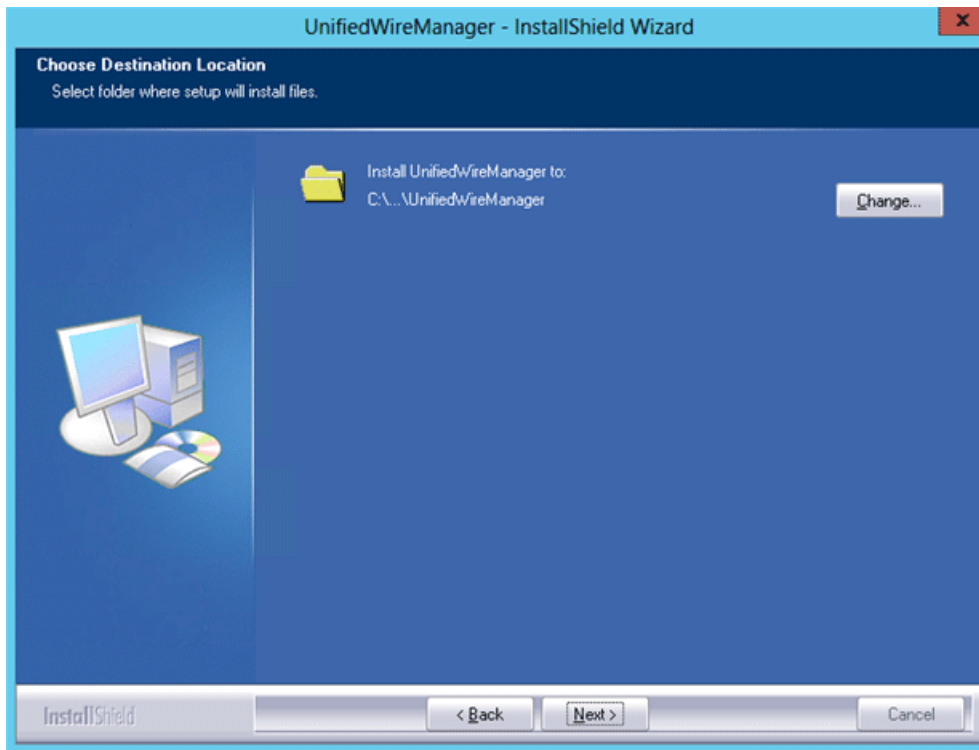 UnifiedWireManager - InstallShield Wizard
Choose Destination Location
Select folder where setup will install files.
Install UnifiedWireManager to:
C:\...\UnifiedWireManager
Change...
InstallShield
< Back
Next >
Cancel